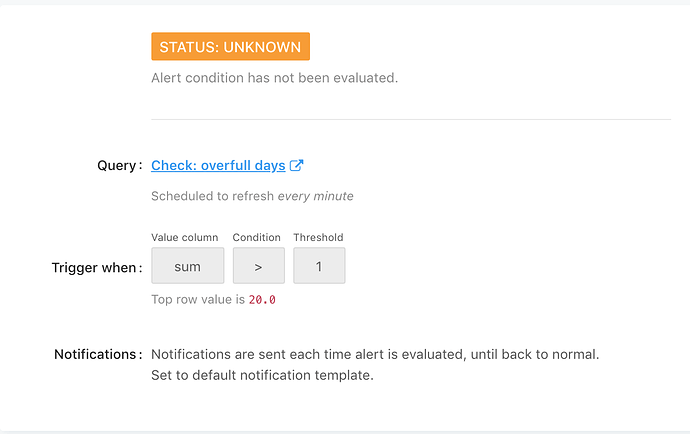 STATUS: UNKNOWN
Alert condition has not been evaluated.
Query: Check: overfull days
Scheduled to refresh every minute
Value column Condition Threshold
Trigger when: sum > 1
Top row value is 20.0
Notifications: Notifications are sent each time alert is evaluated, until back to normal.
Set to default notification template.